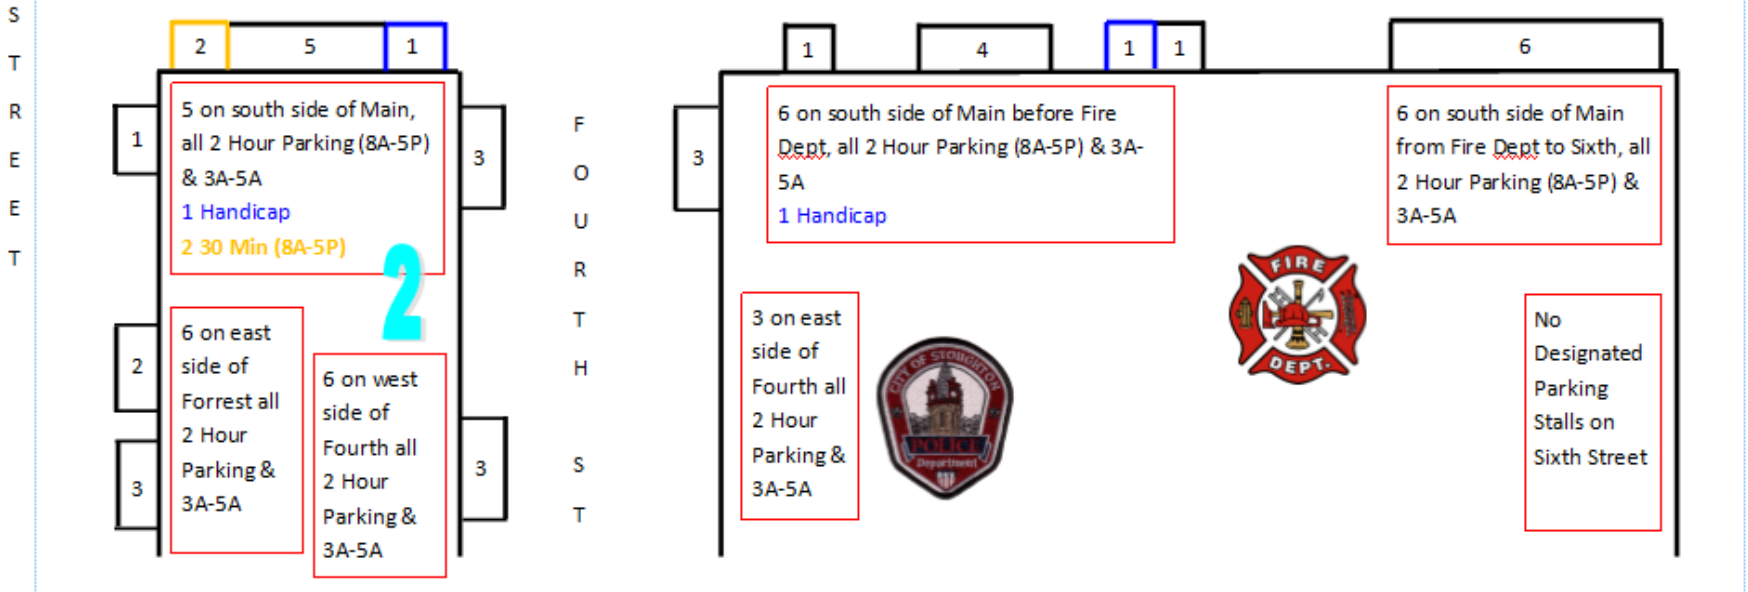 S
T
R
E
E
T
2
5
1
1
2
3
5 on south side of Main,
all 2 Hour Parking (8A-5P)
& 3A-5A
1 Handicap
2 30 Min (8A-5P)
2
6 on east
side of
Forrest all
2 Hour
Parking &
3A-5A
6 on west
side of
Fourth all
2 Hour
Parking &
3A-5A
3
3
F
O
U
R
T
H
S
T
1
4
1
1
6
3
6 on south side of Main before Fire
Dept, all 2 Hour Parking (8A-5P) & 3A-
5A
1 Handicap
6 on south side of Main
from Fire Dept to Sixth, all
2 Hour Parking (8A-5P) &
3A-5A
3 on east
side of
Fourth all
2 Hour
Parking &
3A-5A
CITY OF STOUGHTON
POLICE
Department
FIRE
DEPT.
No
Designated
Parking
Stalls on
Sixth Street